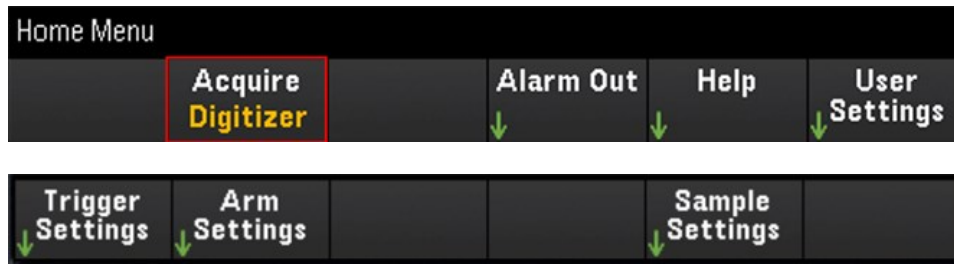 Home Menu
Acquire
Digitizer
Alarm Out
Help
User
Settings
Trigger
Settings
Arm
Settings
Sample
Settings